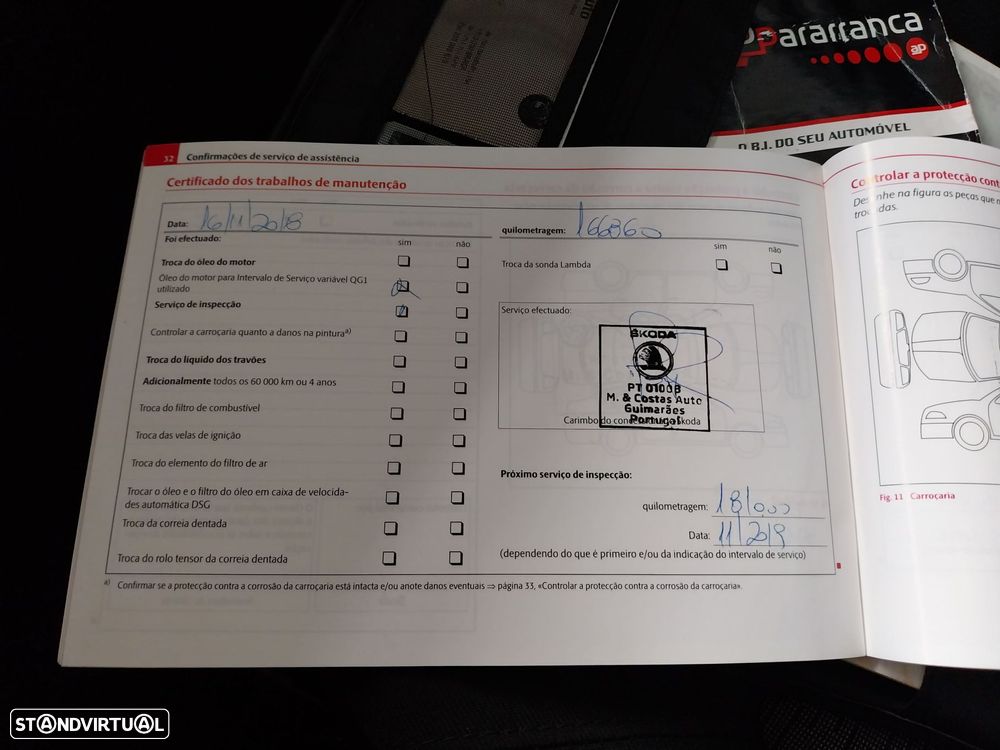 Pararranca
ap
O B.I. DO SEU AUTOMÓVEL
32 Confirmações de serviço de assistência
Certificado dos trabalhos de manutenção
Data: 16/11/2018
quilometragem: 166860
Foi efectuado: sim não
sim não
Troca do óleo do motor
Troca da sonda Lambda
Óleo do motor para Intervalo de Serviço variável QG1
utilizado
Serviço de inspecção
Controlar a carroçaria quanto a danos na pintura a)
Troca do líquido dos travões
Adicionalmente todos os 60 000 km ou 4 anos
Troca do filtro de combustível
Troca das velas de ignição
Troca do elemento do filtro de ar
Trocar o óleo e o filtro do óleo em caixa de velocida-
des automática DSG
Troca da correia dentada
Troca do rolo tensor da correia dentada
Serviço efectuado:
ŠKODA
PT 01008
M. & Costas Auto
Guimarães
Portugal
Carimbo do Skoda
Próximo serviço de inspecção:
quilometragem: 181.000
Data: 11/2019
(dependendo do que é primeiro e/ou da indicação do intervalo de serviço)
a) Confirmar se a protecção contra a corrosão da carroçaria está intacta e/ou anote danos eventuais ⇒ página 33, «Controlar a protecção contra a corrosão da carroçaria».
Controlar a protecção cont
Desenhe na figura as peças que
trocadas.
Fig. 11 Carroçaria
STANDVIRTUAL